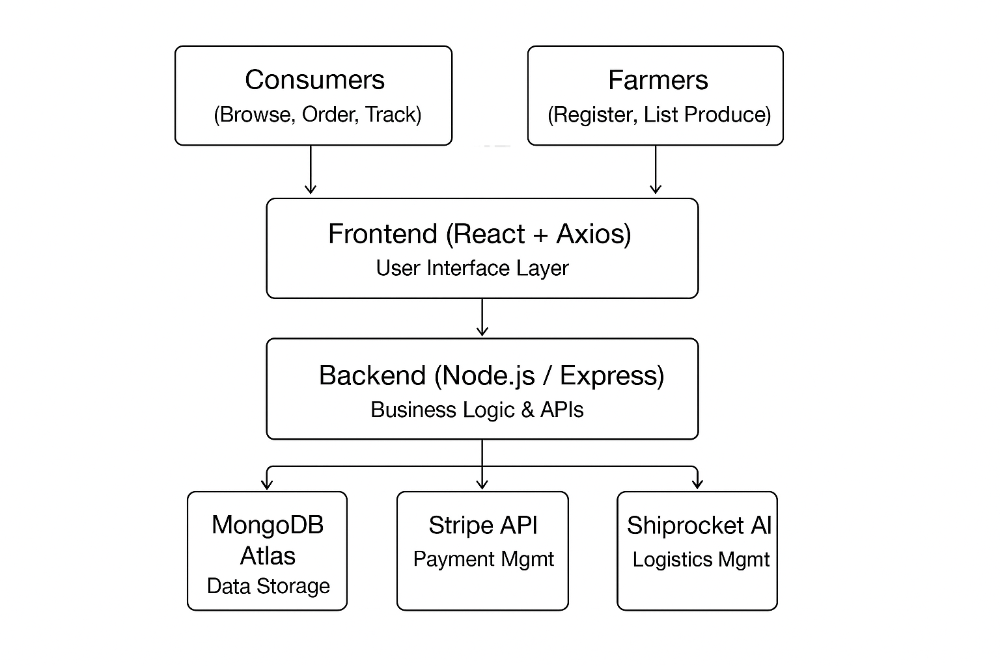 Consumers
(Browse, Order, Track)
Farmers
(Register, List Produce)
Frontend (React + Axios)
User Interface Layer
Backend (Node.js / Express)
Business Logic & APIs
MongoDB
Atlas
Data Storage
Stripe API
Payment Mgmt
Shiprocket AI
Logistics Mgmt